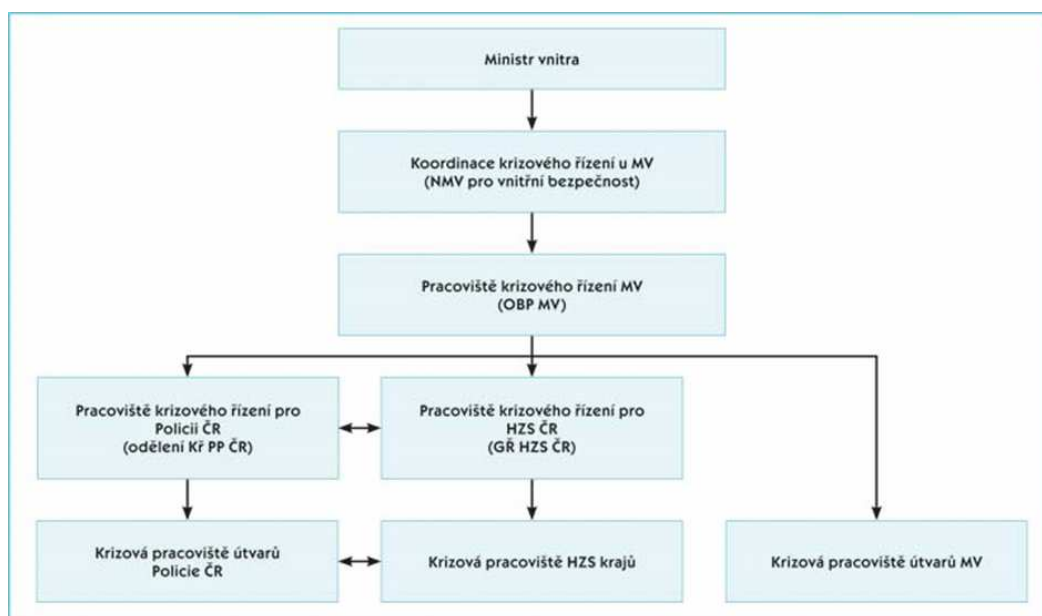 Ministr vnitra
Koordinace krizového řízení u MV
(NMV pro vnitřní bezpečnost)
Pracoviště krizového řízení MV
(OBP MV)
Pracoviště krizového řízení pro
Policii ČR
(odělení Kř PP ČR)
Pracoviště krizového řízení pro
HZS ČR
(GŘ HZS ČR)
Krizová pracoviště útvarů
Policie ČR
Krizová pracoviště HZS krajů
Krizová pracoviště útvarů MV